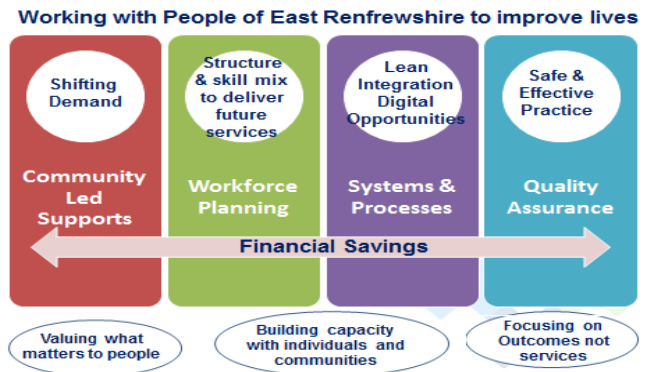 Working with People of East Renfrewshire to improve lives
Shifting
Demand
Structure
& skill mix
to deliver
future
services
Lean
Integration
Digital
Opportunities
Safe &
Effective
Practice
Community
Led
Supports
Workforce
Planning
Systems &
Processes
Quality
Assurance
Financial Savings
Valuing what
matters to people
Building capacity
with individuals and
communities
Focusing on
Outcomes not
services